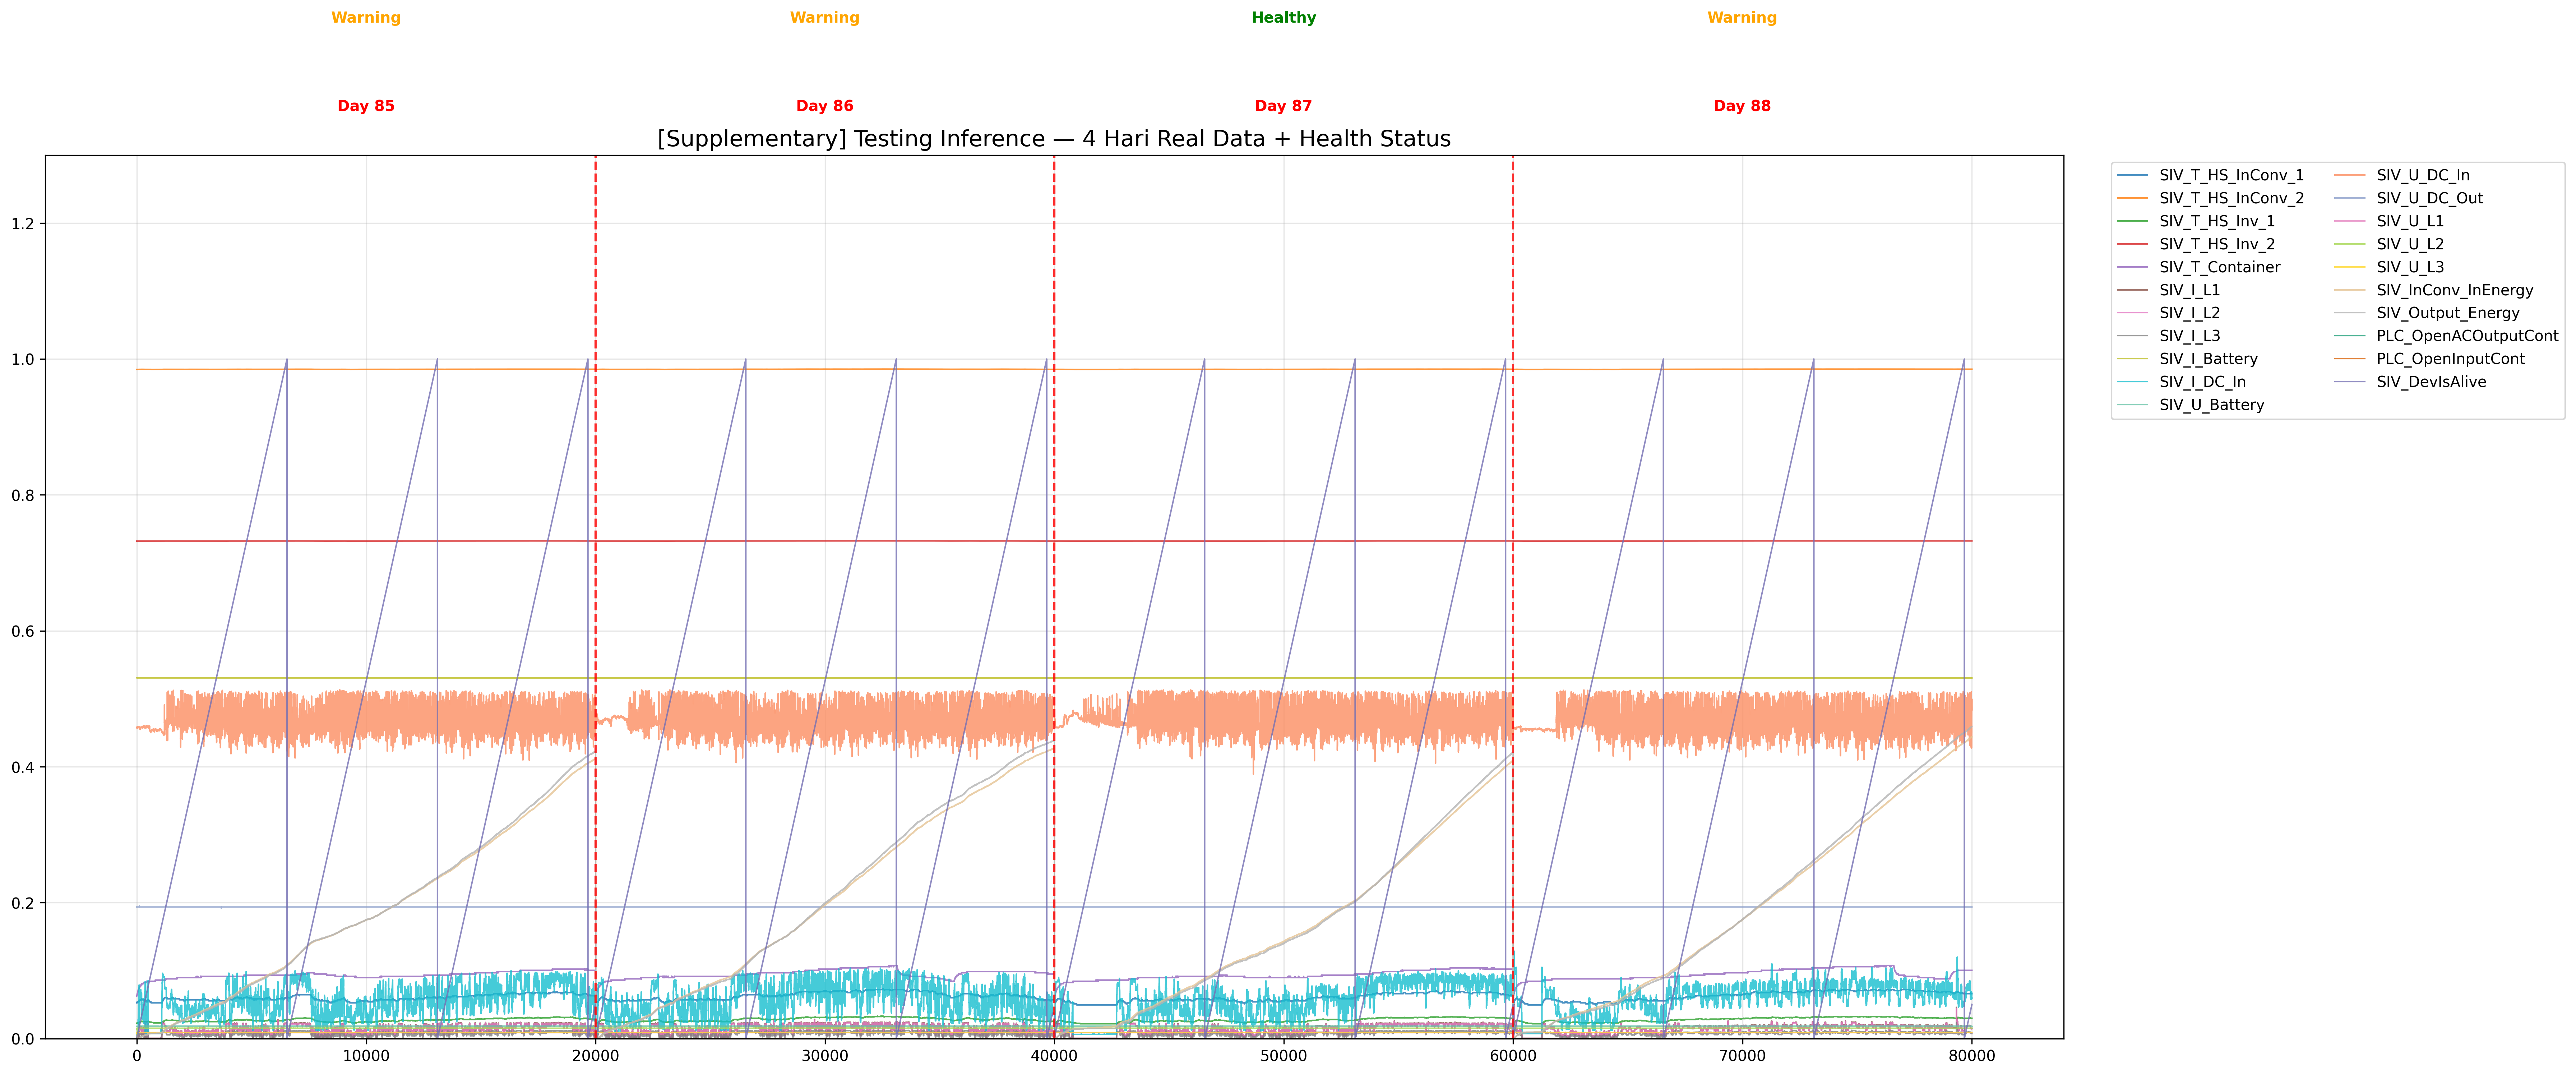 Warning Warning Healthy Warning
Day 85 Day 86 Day 87 Day 88
[Supplementary] Testing Inference — 4 Hari Real Data + Health Status
1.2
1.0
0.8
0.6
0.4
0.2
0.0
0 10000 20000 30000 40000 50000 60000 70000 80000
SIV_T_HS_InConv_1
SIV_T_HS_InConv_2
SIV_T_HS_Inv_1
SIV_T_HS_Inv_2
SIV_T_Container
SIV_I_L1
SIV_I_L2
SIV_I_L3
SIV_I_Battery
SIV_I_DC_In
SIV_U_Battery
SIV_U_DC_In
SIV_U_DC_Out
SIV_U_L1
SIV_U_L2
SIV_U_L3
SIV_InConv_InEnergy
SIV_Output_Energy
PLC_OpenACOutputCont
PLC_OpenInputCont
SIV_DevIsAlive